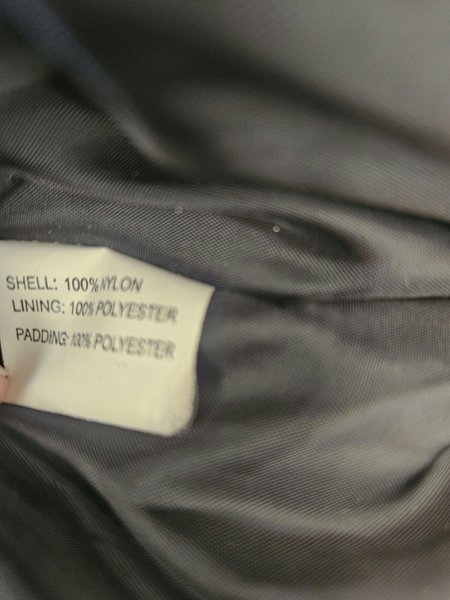 SHELL: 100% NYLON
LINING: 100% POLYESTER
PADDING: 100% POLYESTER